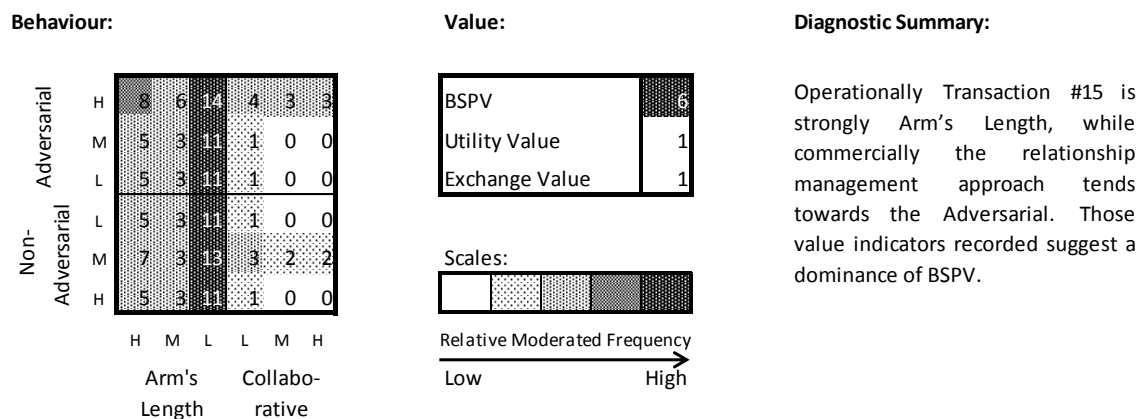 Behaviour: Value: Diagnostic Summary:
Adversarial
H 8 6 14 4 3 3
M 5 3 11 1 0 0
L 5 3 11 1 0 0
Non-
Adversarial
L 5 3 11 1 0 0
M 7 3 13 3 2 2
H 5 3 11 1 0 0
H M L L M H
Arm's
Length
Collabo-
rative
BSPV 6
Utility Value 1
Exchange Value 1
Scales:
Relative Moderated Frequency
Low High
Operationally Transaction #15 is
strongly Arm’s Length, while
commercially the relationship
management approach tends
towards the Adversarial. Those
value indicators recorded suggest a
dominance of BSPV.